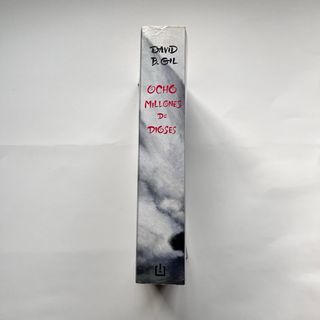 DAVID
B. GIL
OCHO
MILLONES
DE
DIOSES